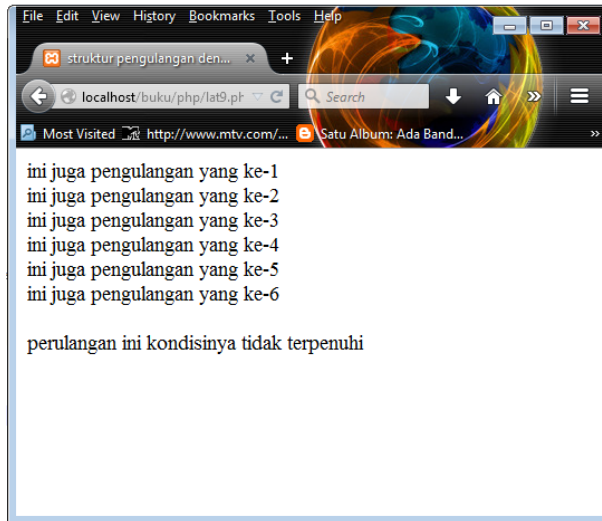 File Edit View History Bookmarks Tools Help
struktur pengulangan den... × +
localhost/buku/php/lat9.ph Search
Most Visited http://www.mtv.com/... Satu Album: Ada Band...
ini juga pengulangan yang ke-1
ini juga pengulangan yang ke-2
ini juga pengulangan yang ke-3
ini juga pengulangan yang ke-4
ini juga pengulangan yang ke-5
ini juga pengulangan yang ke-6
perulangan ini kondisinya tidak terpenuhi